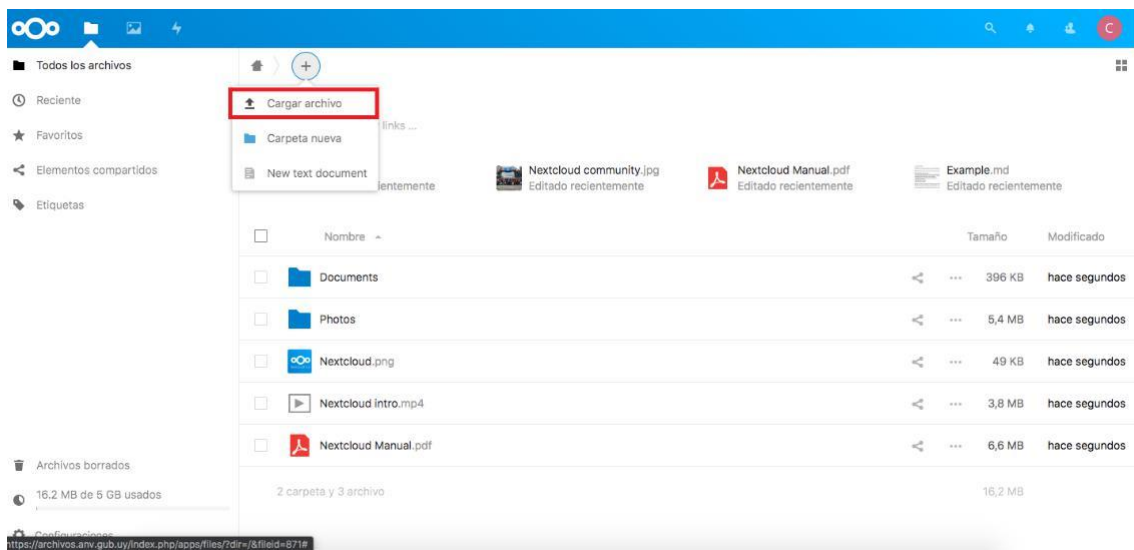 C
Todos los archivos
+
Reciente
Cargar archivo
Favoritos
links ...
Carpeta nueva
Elementos compartidos
New text document
Nextcloud community.jpg
Nextcloud Manual.pdf
Example.md
Editado recientemente
Editado recientemente
Editado recientemente
Etiquetas
Nombre
Tamaño
Modificado
Documents
396 KB
hace segundos
Photos
5,4 MB
hace segundos
Nextcloud.png
49 KB
hace segundos
Nextcloud intro.mp4
3,8 MB
hace segundos
Nextcloud Manual.pdf
6,6 MB
hace segundos
Archivos borrados
16.2 MB de 5 GB usados
2 carpeta y 3 archivo
16,2 MB
Configuraciones
https://archivos.anv.gub.uy/index.php/apps/files/?dir=/&fileid=871#